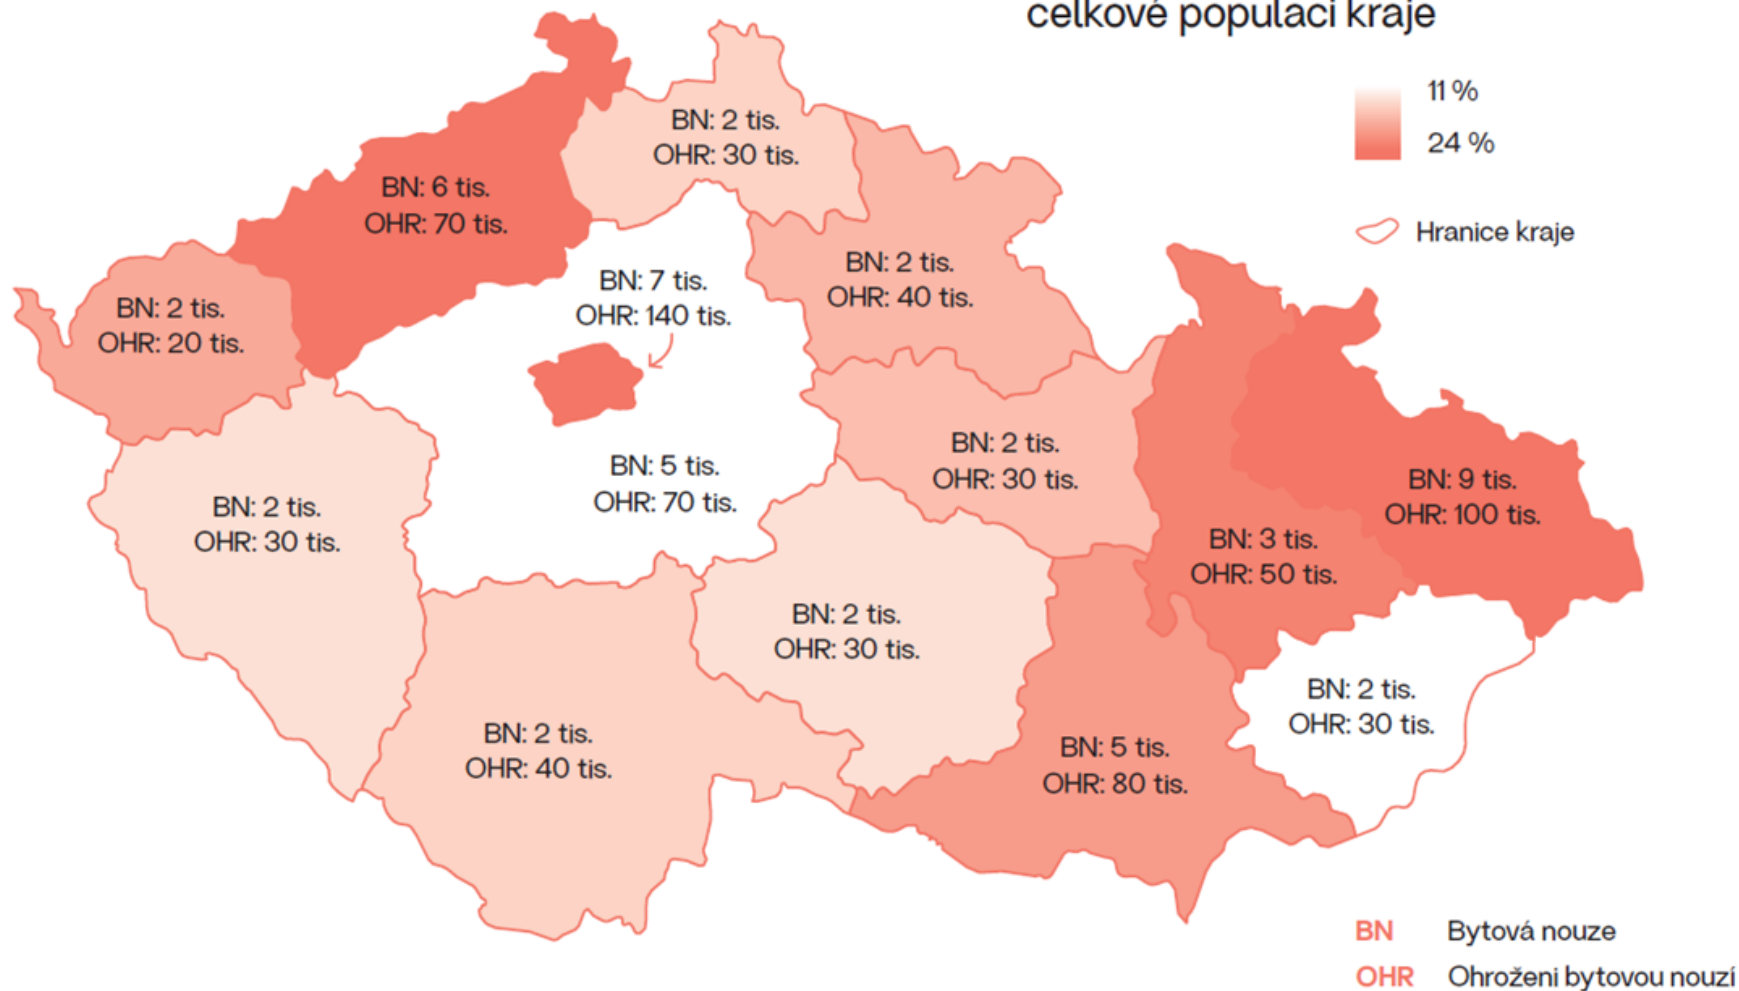 celkové populaci kraje
11 %
24 %
Hranice kraje
BN: 2 tis.
OHR: 30 tis.
BN: 6 tis.
OHR: 70 tis.
BN: 2 tis.
OHR: 40 tis.
BN: 7 tis.
OHR: 140 tis.
BN: 2 tis.
OHR: 20 tis.
BN: 2 tis.
OHR: 30 tis.
BN: 5 tis.
OHR: 70 tis.
BN: 9 tis.
OHR: 100 tis.
BN: 2 tis.
OHR: 30 tis.
BN: 3 tis.
OHR: 50 tis.
BN: 2 tis.
OHR: 30 tis.
BN: 2 tis.
OHR: 30 tis.
BN: 2 tis.
OHR: 40 tis.
BN: 5 tis.
OHR: 80 tis.
BN Bytová nouze
OHR Ohroženi bytovou nouzí